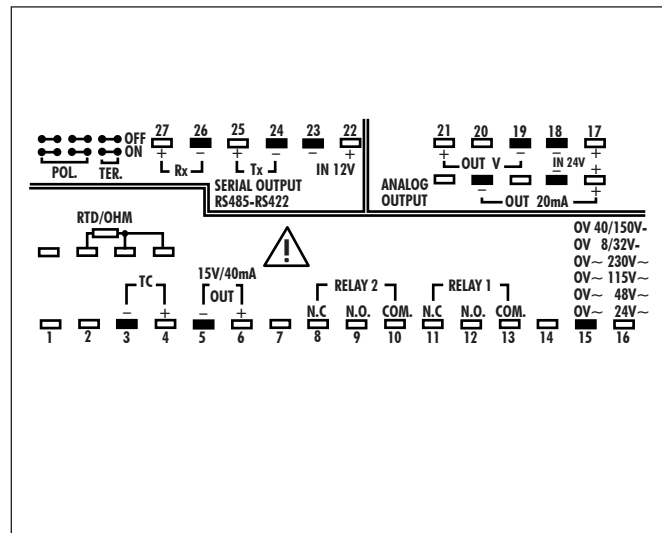 27 26 25 24 23 22
OFF
ON
+ − + − − +
POL. TER. Rx Tx IN 12V
SERIAL OUTPUT
RS485-RS422
21 20 19 18 17
+ − − +
OUT V IN 24V
ANALOG
OUTPUT
− − +
OUT 20mA
RTD/OHM
TC
− +
15V/40mA
OUT
− +
RELAY 2
N.C N.O. COM.
RELAY 1
N.C N.O. COM.
OV 40/150V-
OV 8/32V-
OV~ 230V~
OV~ 115V~
OV~ 48V~
OV~ 24V~
1 2 3 4 5 6 7 8 9 10 11 12 13 14 15 16